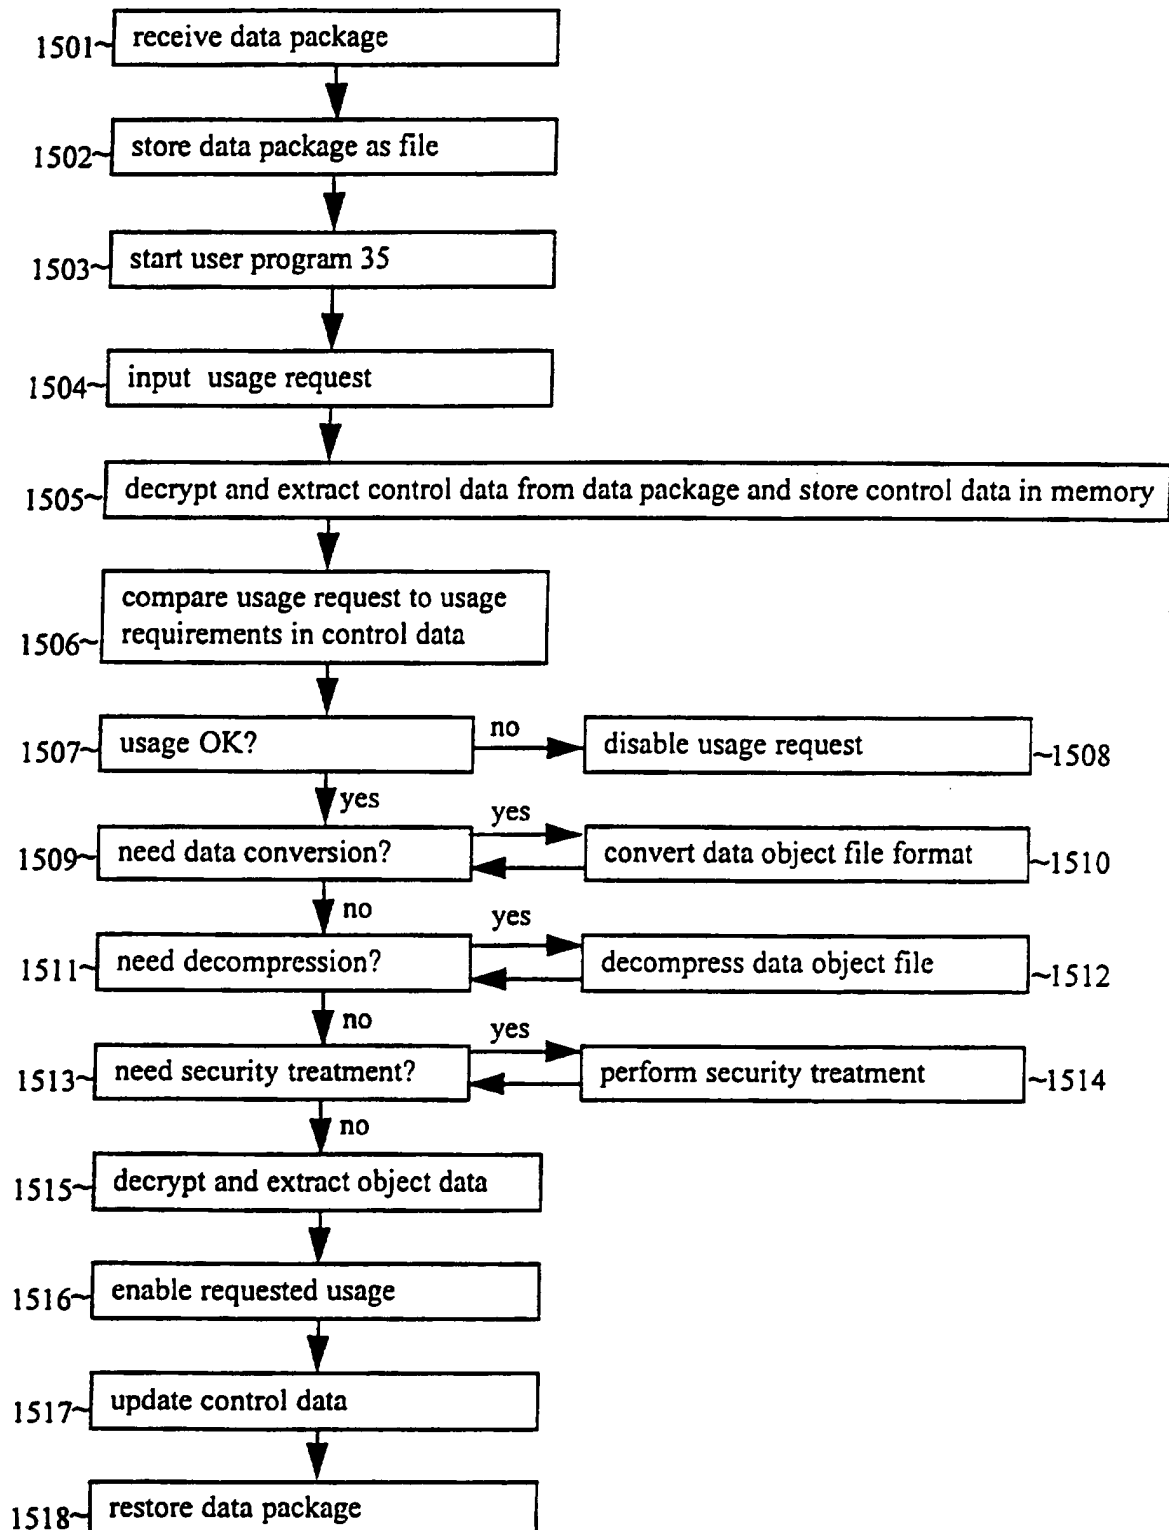 1501~ receive data package
1502~ store data package as file
1503~ start user program 35
1504~ input usage request
1505~ decrypt and extract control data from data package and store control data in memory
compare usage request to usage
1506~ requirements in control data
1507~ usage OK? no disable usage request ~1508
yes
yes
1509~ need data conversion? convert data object file format ~1510
no
yes
1511~ need decompression? decompress data object file ~1512
no
yes
1513~ need security treatment? perform security treatment ~1514
no
1515~ decrypt and extract object data
1516~ enable requested usage
1517~ update control data
1518~ restore data package